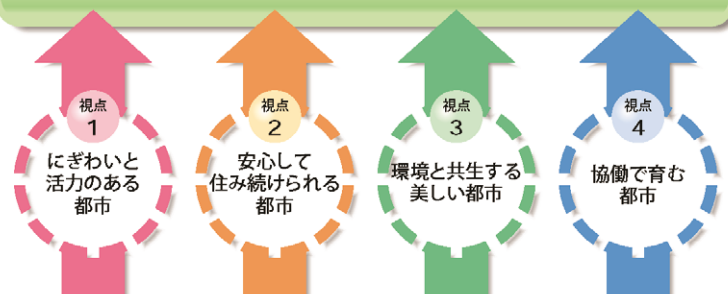 視点
1
にぎわいと
活力のある
都市
視点
2
安心して
住み続けられる
都市
視点
3
環境と共生する
美しい都市
視点
4
協働で育む
都市